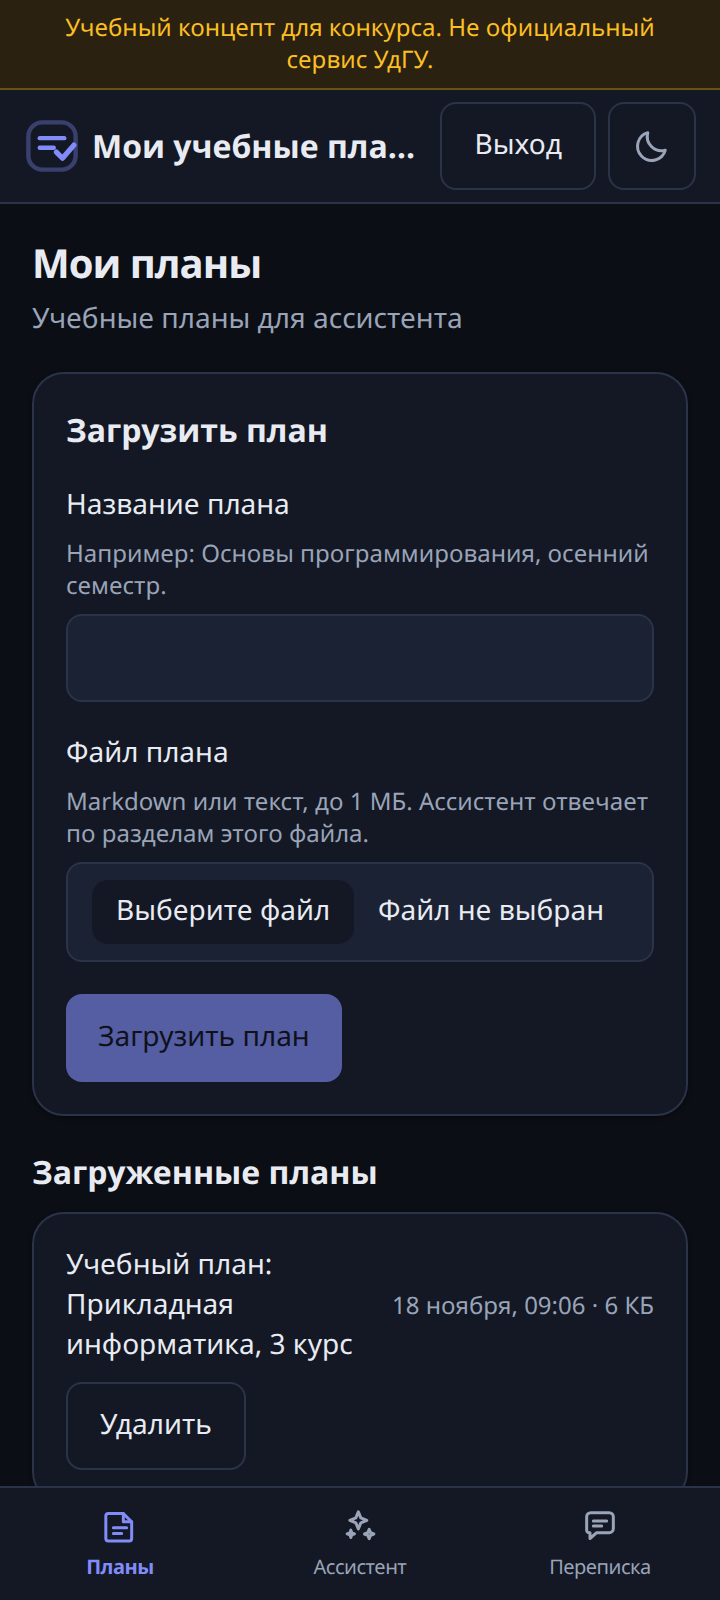 Учебный концепт для конкурса. Не официальный
сервис УдГУ.
Мои учебные пла...
Выход
Мои планы
Учебные планы для ассистента
Загрузить план
Название плана
Например: Основы программирования, осенний
семестр.
Файл плана
Markdown или текст, до 1 МБ. Ассистент отвечает
по разделам этого файла.
Выберите файл Файл не выбран
Загрузить план
Загруженные планы
Учебный план:
Прикладная
информатика, 3 курс
18 ноября, 09:06 · 6 КБ
Удалить
Планы
Ассистент
Переписка